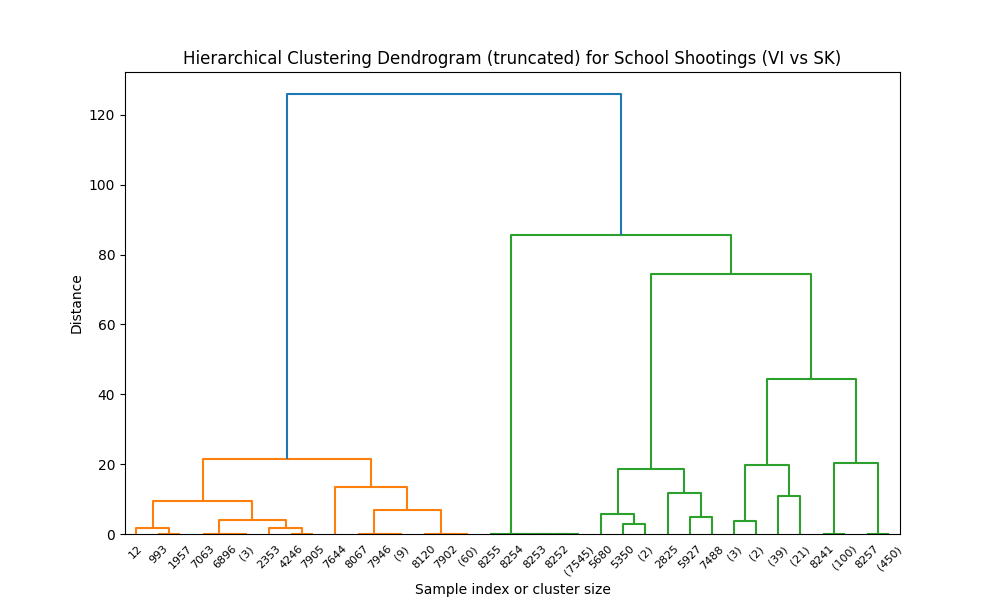 Hierarchical Clustering Dendrogram (truncated) for School Shootings (VI vs SK)
120
100
80
60
40
20
0
Distance
12 993 1957 7063 6896 (3) 2353 4246 7905 7644 8067 7946 (9) 8120 7902 (60) 8255 8254 8253 8252 (7545) 5680 5350 (2) 2825 5927 7488 (3) (2) (39) (21) 8241 (100) 8257 (450)
Sample index or cluster size